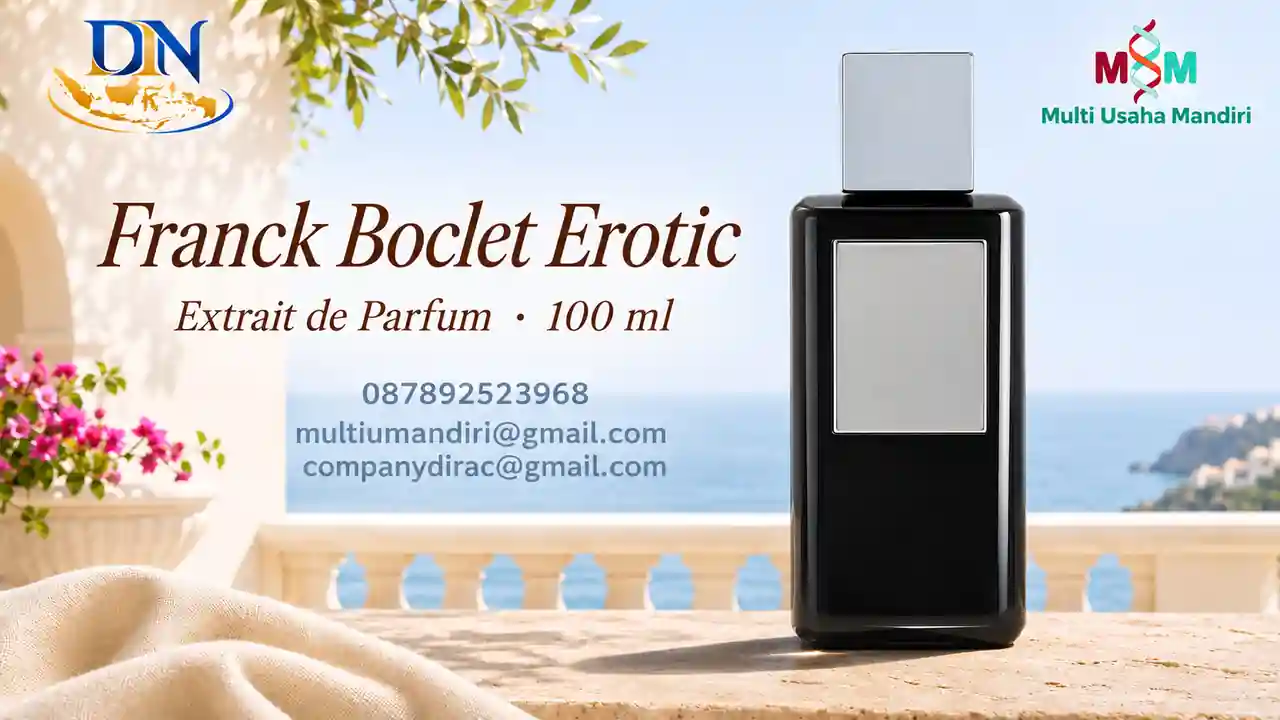 DN
MSM
Multi Usaha Mandiri
Franck Boclet Erotic
Extrait de Parfum · 100 ml
087892523968
multiumandiri@gmail.com
companydirac@gmail.com